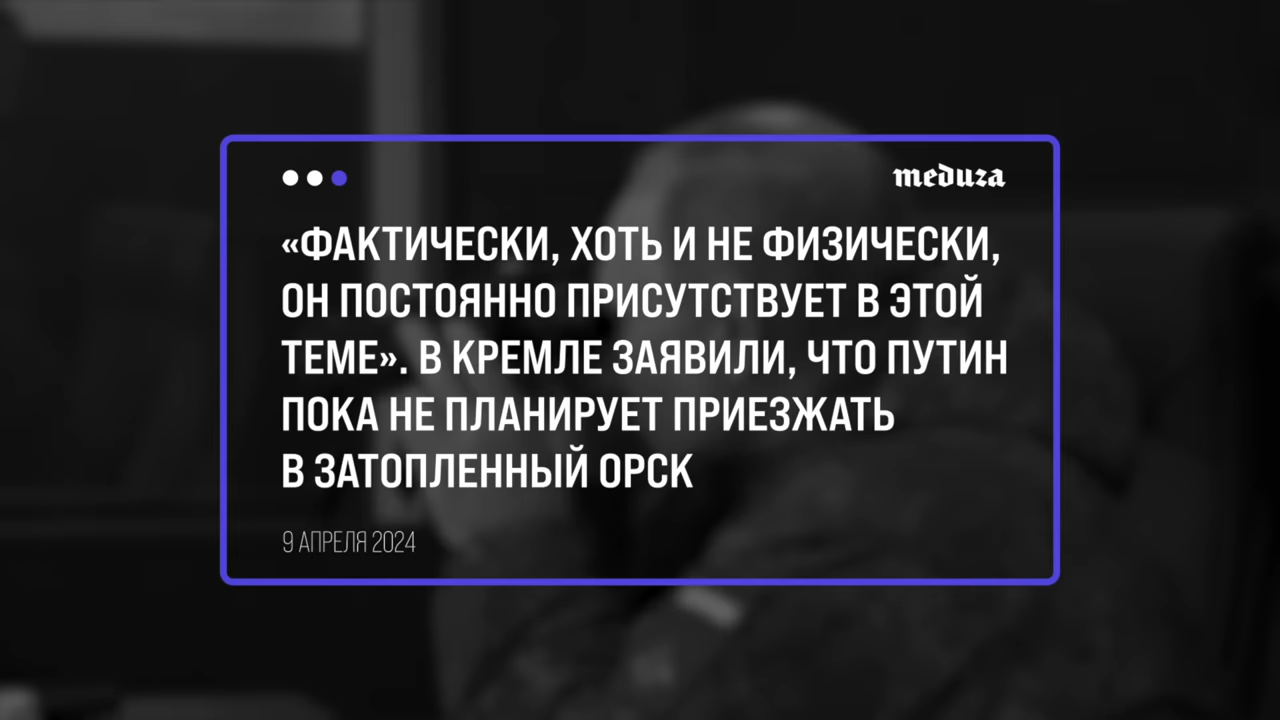 meduza
«ФАКТИЧЕСКИ, ХОТЬ И НЕ ФИЗИЧЕСКИ,
ОН ПОСТОЯННО ПРИСУТСТВУЕТ В ЭТОЙ
ТЕМЕ». В КРЕМЛЕ ЗАЯВИЛИ, ЧТО ПУТИН
ПОКА НЕ ПЛАНИРУЕТ ПРИЕЗЖАТЬ
В ЗАТОПЛЕННЫЙ ОРСК
9 АПРЕЛЯ 2024